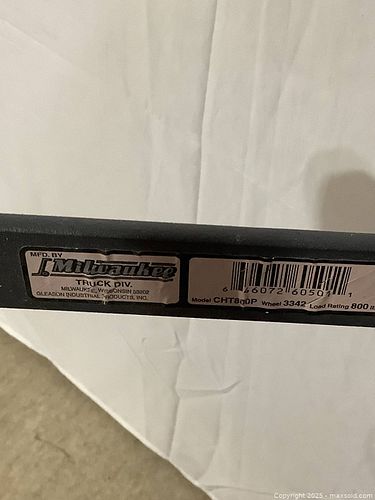 MFD. BY
Milwaukee
TRUCK DIV.
MILWAUKEE, WISCONSIN 53202
GLEASON INDUSTRIAL PRODUCTS, INC.
6 46072 60501 1
Model CHT800P Wheel 3342 Load Rating 800
Copyright 2025 - maxsold.com